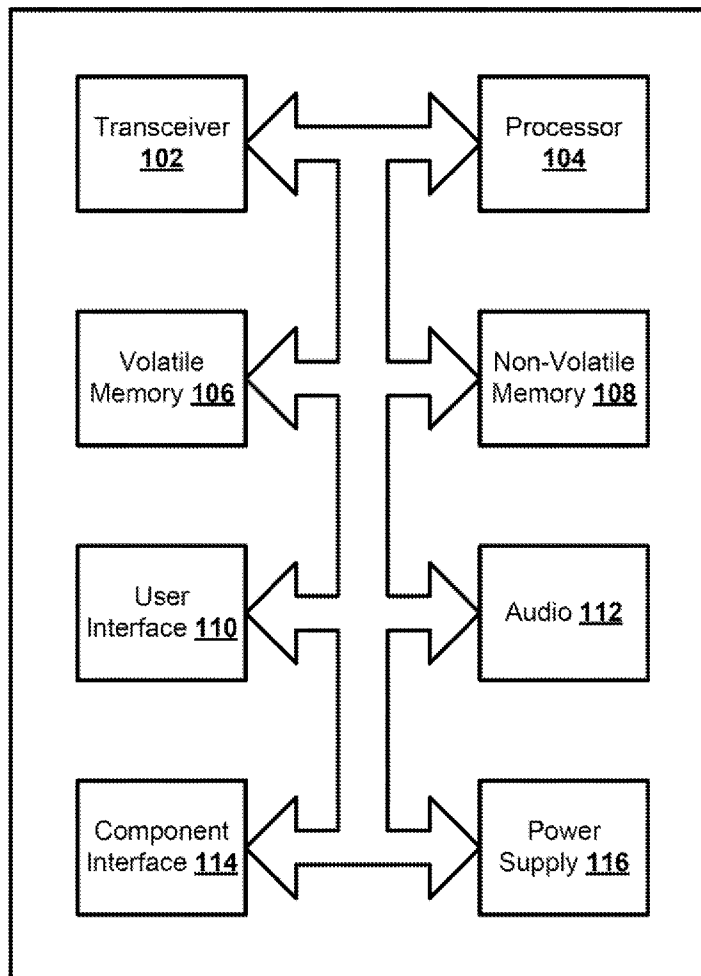 Transceiver
102
Processor
104
Volatile
Memory 106
Non-Volatile
Memory 108
User
Interface 110
Audio 112
Component
Interface 114
Power
Supply 116